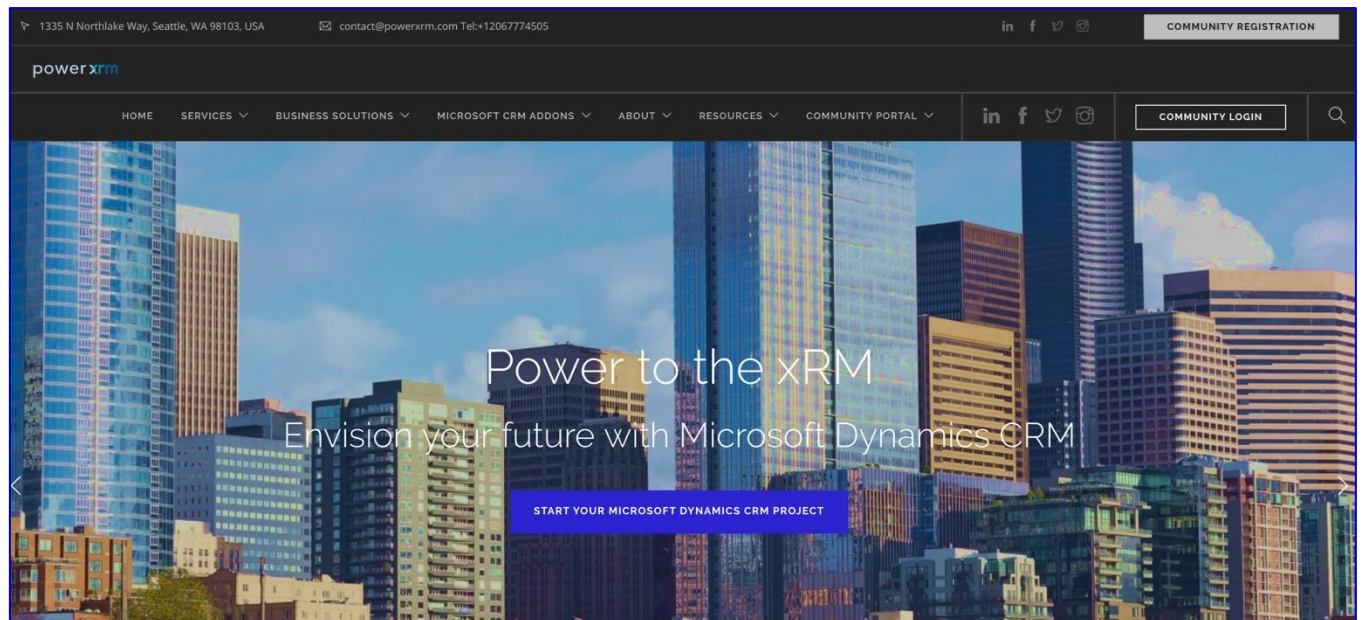 1335 N Northlake Way, Seattle, WA 98103, USA contact@powerxrm.com Tel:+12067774505 COMMUNITY REGISTRATION
powerxrm
HOME SERVICES BUSINESS SOLUTIONS MICROSOFT CRM ADDONS ABOUT RESOURCES COMMUNITY PORTAL COMMUNITY LOGIN
Power to the xRM
Envision your future with Microsoft Dynamics CRM
START YOUR MICROSOFT DYNAMICS CRM PROJECT